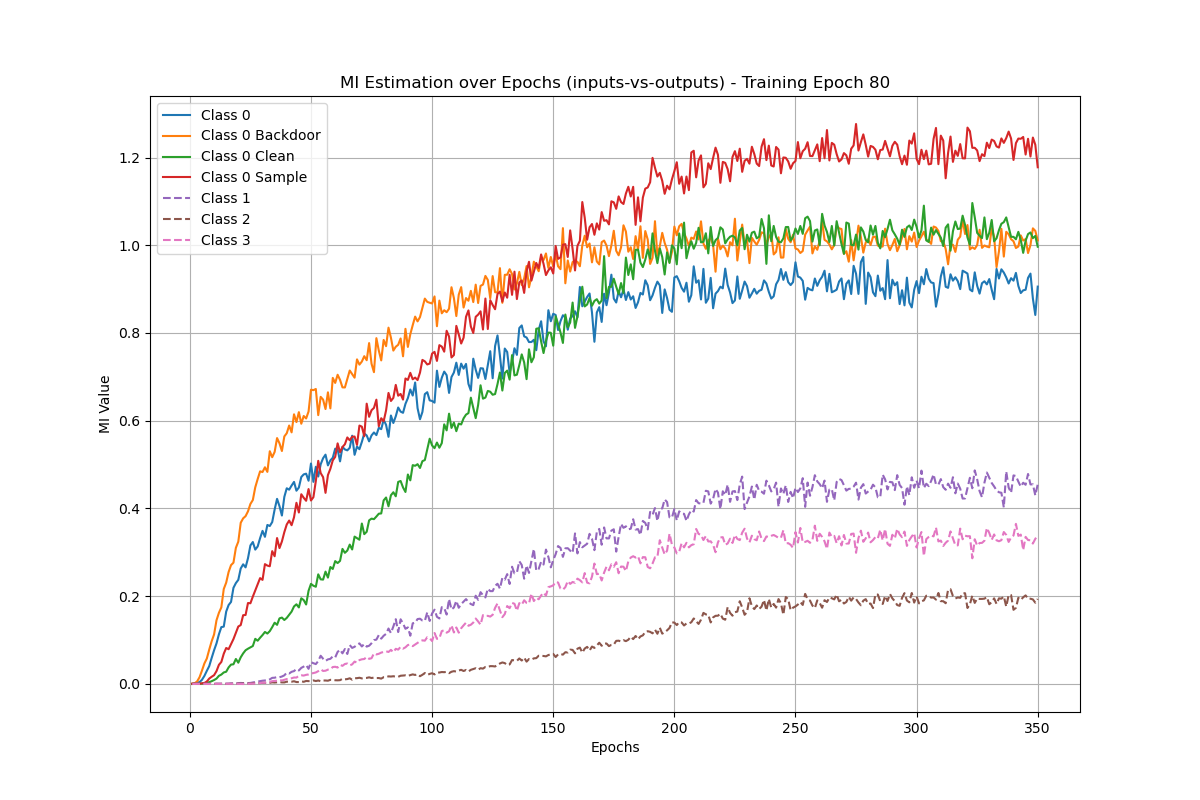 MI Estimation over Epochs (inputs-vs-outputs) - Training Epoch 80
Class 0
Class 0 Backdoor
Class 0 Clean
Class 0 Sample
Class 1
Class 2
Class 3
MI Value
1.2
1.0
0.8
0.6
0.4
0.2
0.0
0 50 100 150 200 250 300 350
Epochs